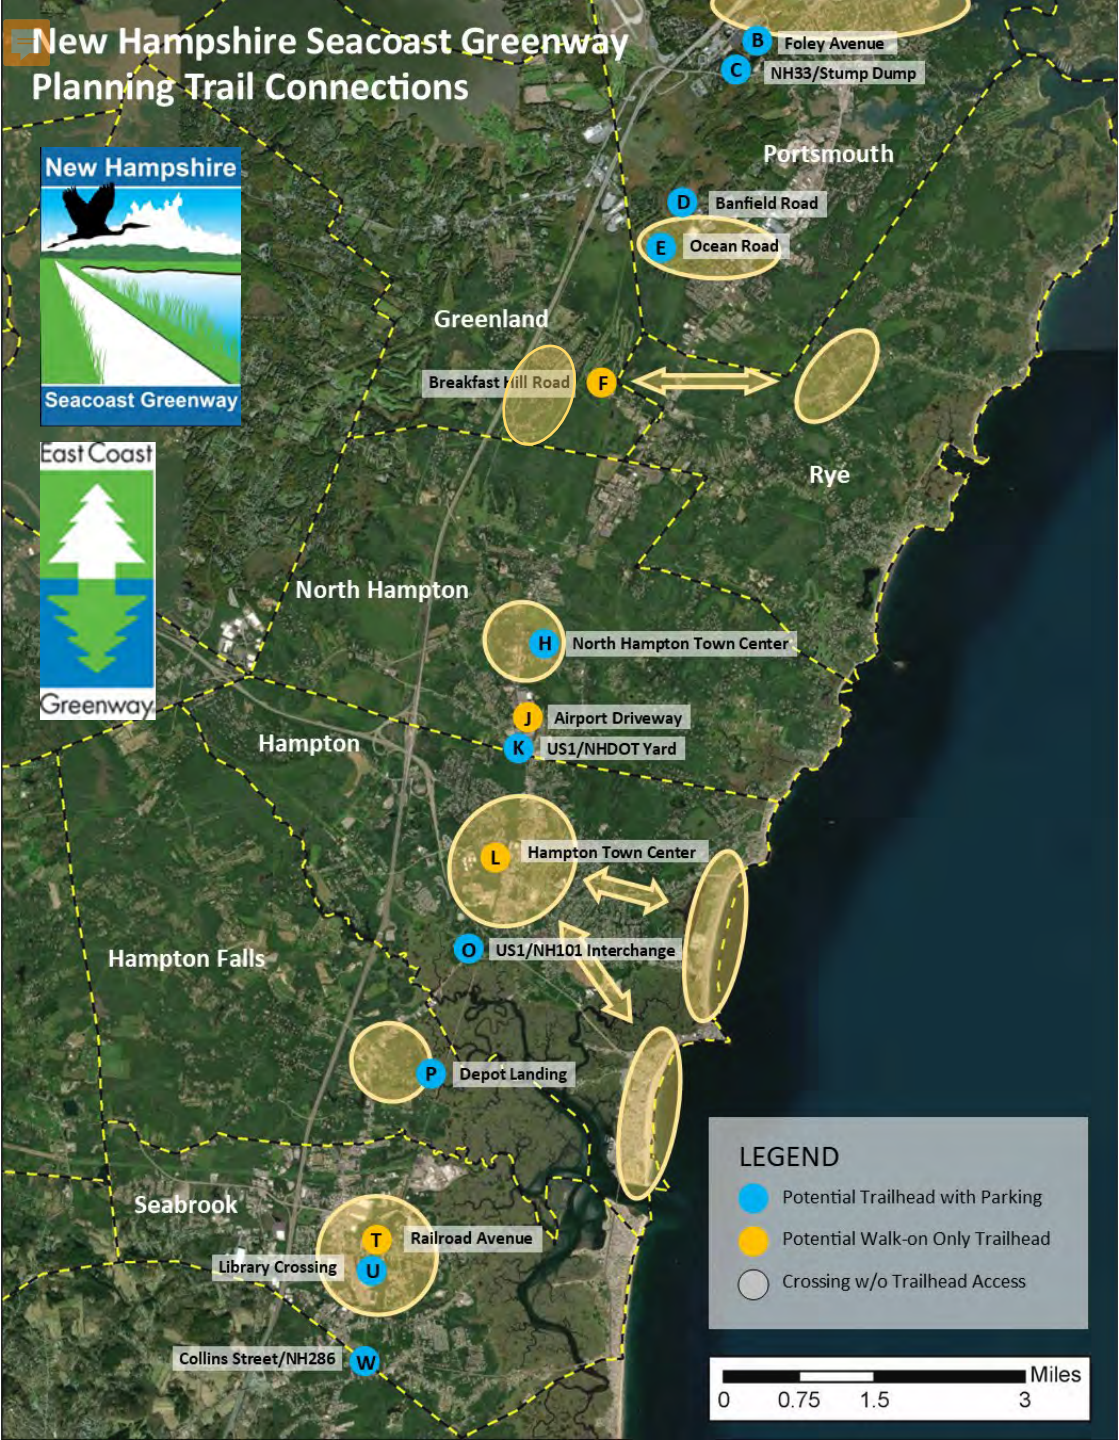 New Hampshire Seacoast Greenway
Planning Trail Connections
B Foley Avenue
C NH33/Stump Dump
Portsmouth
New Hampshire
Seacoast Greenway
D Banfield Road
E Ocean Road
Greenland
Breakfast Hill Road F
Rye
East Coast
Greenway
North Hampton
H North Hampton Town Center
J Airport Driveway
K US1/NHDOT Yard
Hampton
L Hampton Town Center
O US1/NH101 Interchange
Hampton Falls
P Depot Landing
Seabrook
T Railroad Avenue
Library Crossing U
Collins Street/NH286 W
LEGEND
Potential Trailhead with Parking
Potential Walk-on Only Trailhead
Crossing w/o Trailhead Access
Miles
0 0.75 1.5 3